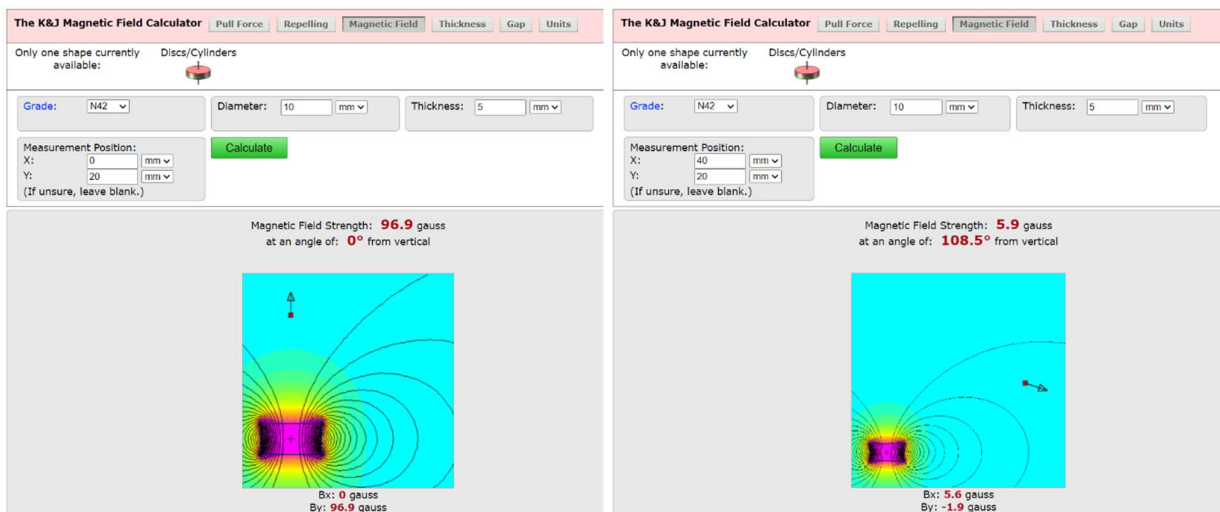 The K&J Magnetic Field Calculator Pull Force Repelling Magnetic Field Thickness Gap Units
Only one shape currently available: Discs/Cylinders
Grade: N42 Diameter: 10 mm Thickness: 5 mm
Measurement Position: Calculate
X: 0 mm
Y: 20 mm
(If unsure, leave blank.)
Magnetic Field Strength: 96.9 gauss
at an angle of: 0° from vertical
Bx: 0 gauss
By: 96.9 gauss
The K&J Magnetic Field Calculator Pull Force Repelling Magnetic Field Thickness Gap Units
Only one shape currently available: Discs/Cylinders
Grade: N42 Diameter: 10 mm Thickness: 5 mm
Measurement Position: Calculate
X: 40 mm
Y: 20 mm
(If unsure, leave blank.)
Magnetic Field Strength: 5.9 gauss
at an angle of: 108.5° from vertical
Bx: 5.6 gauss
By: -1.9 gauss